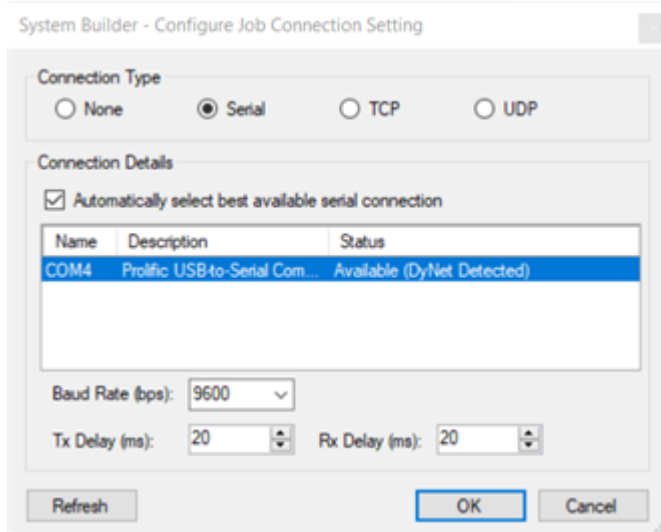 System Builder - Configure Job Connection Setting
Connection Type
None Serial TCP UDP
Connection Details
Automatically select best available serial connection
Name Description Status
COM4 Prolific USB-to-Serial Com... Available (DyNet Detected)
Baud Rate (bps): 9600
Tx Delay (ms): 20 Rx Delay (ms): 20
Refresh OK Cancel